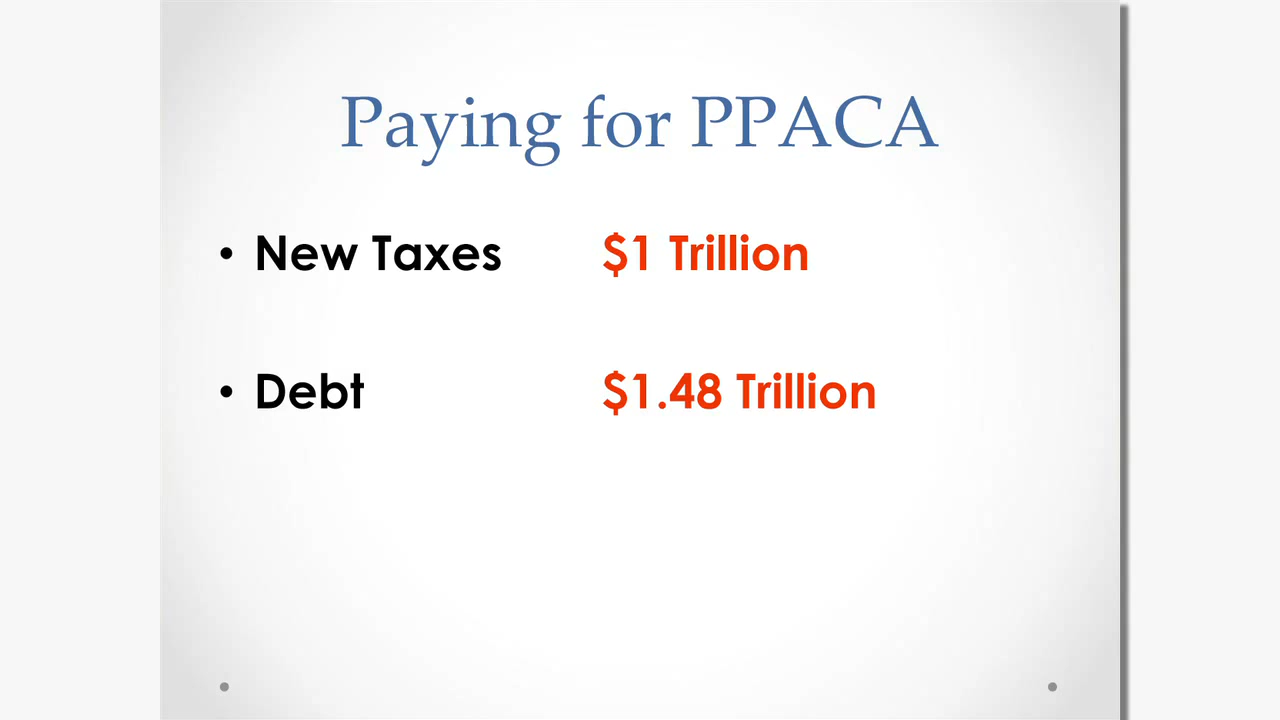 Paying for PPACA
• New Taxes $1 Trillion
• Debt $1.48 Trillion